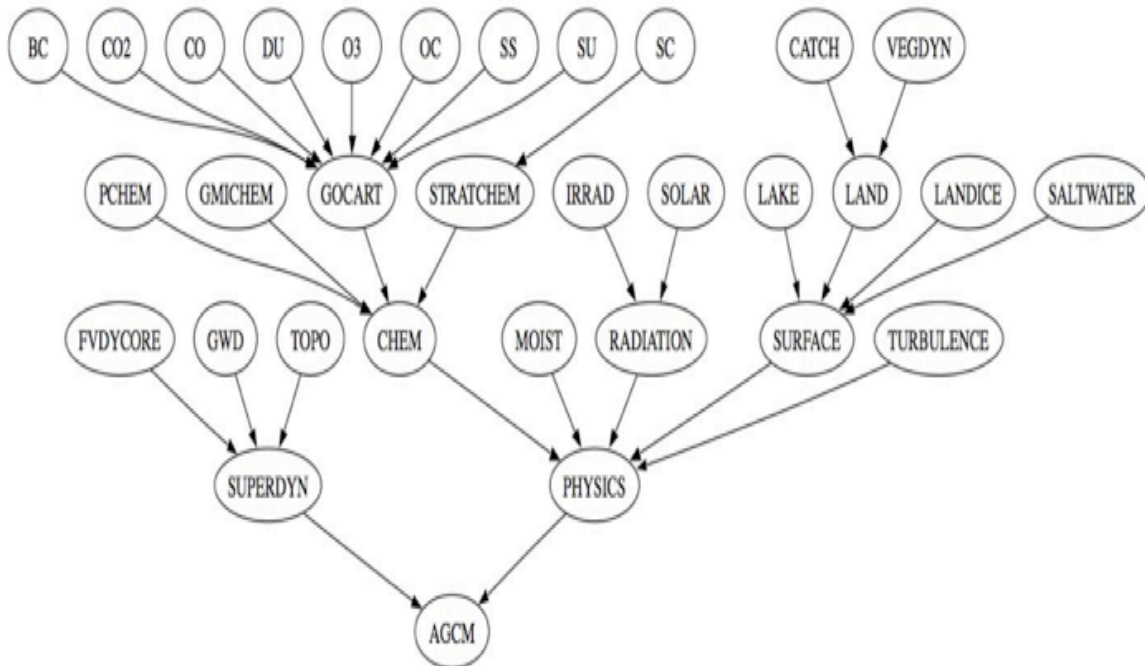 BC CO2 CO DU O3 OC SS SU SC CATCH VEGDYN
PCHEM GMICHEM GOCART STRATCHEM IRRAD SOLAR LAKE LAND LANDICE SALTWATER
FVDYCORE GWD TOPO CHEM MOIST RADIATION SURFACE TURBULENCE
SUPERDYN PHYSICS
AGCM